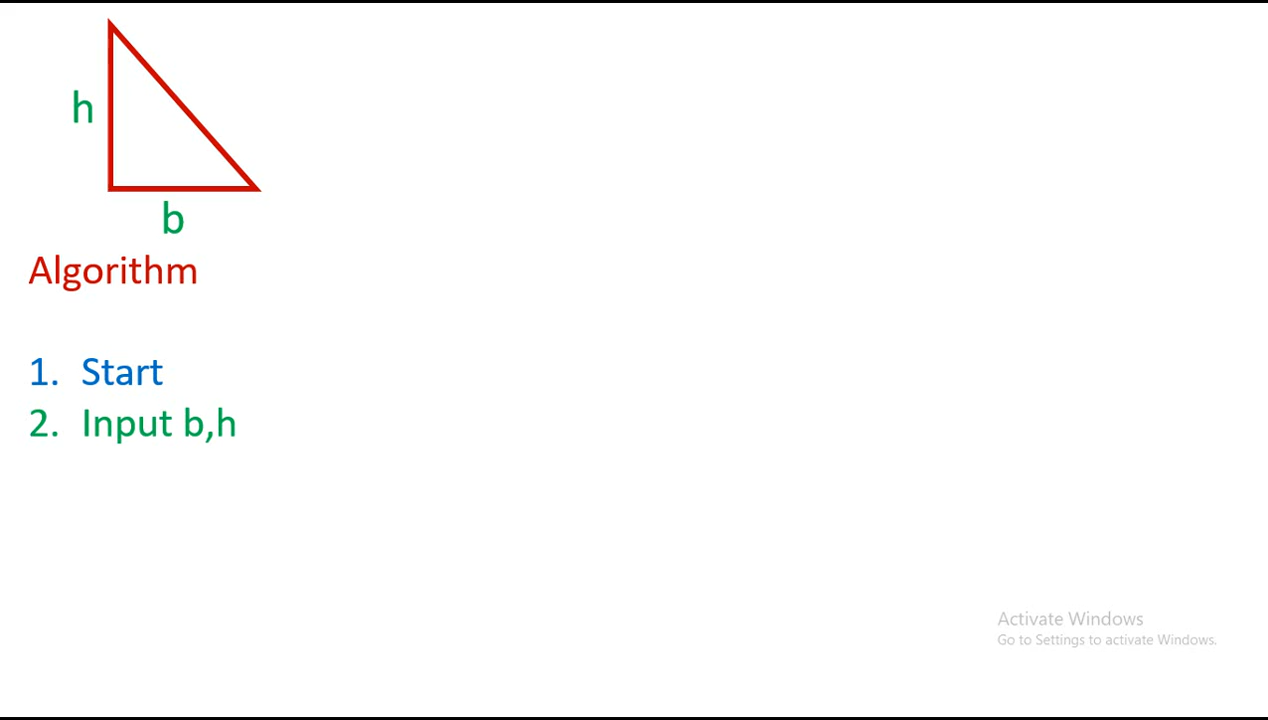 h
b
Algorithm
1. Start
2. Input b,h
Activate Windows
Go to Settings to activate Windows.